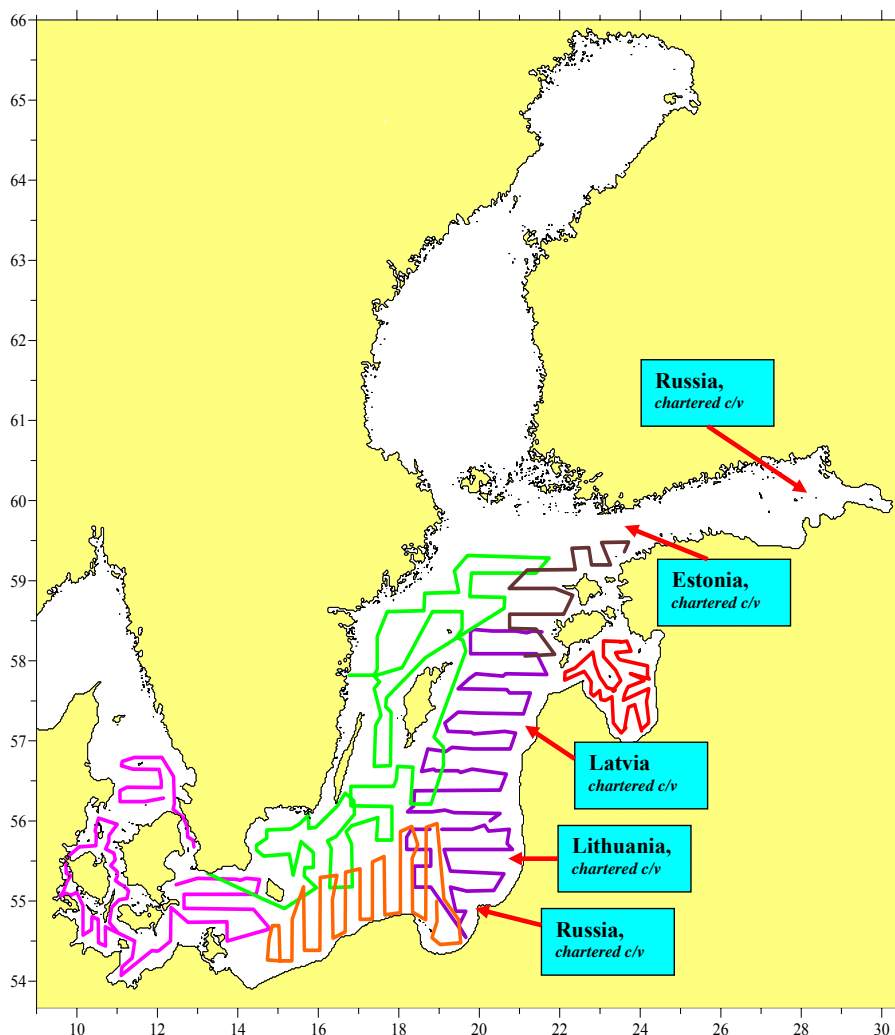 66
65
64
63
62
61
60
59
58
57
56
55
54
Russia,
chartered c/v
Estonia,
chartered c/v
Latvia
chartered c/v
Lithuania,
chartered c/v
Russia,
chartered c/v
10 12 14 16 18 20 22 24 26 28 30